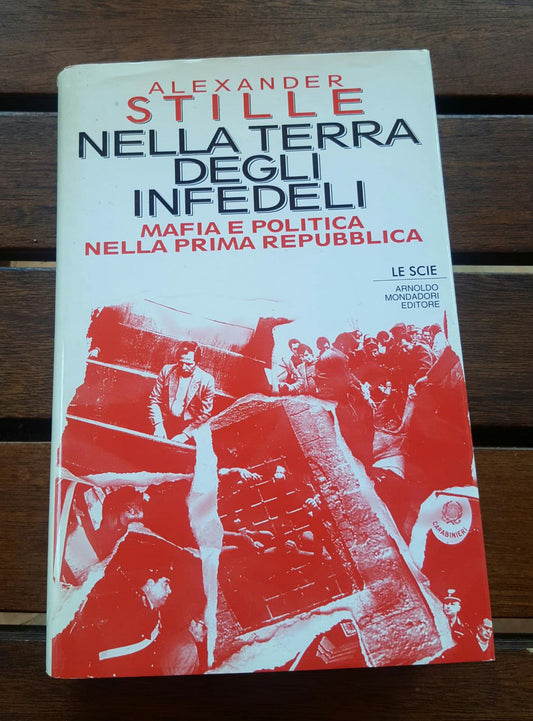 ALEXANDER
STILLE
NELLA TERRA
DEGLI
INFEDELI
MAFIA E POLITICA
NELLA PRIMA REPUBBLICA
LE SCIE
ARNOLDO
MONDADORI
EDITORE
CARABINIERI